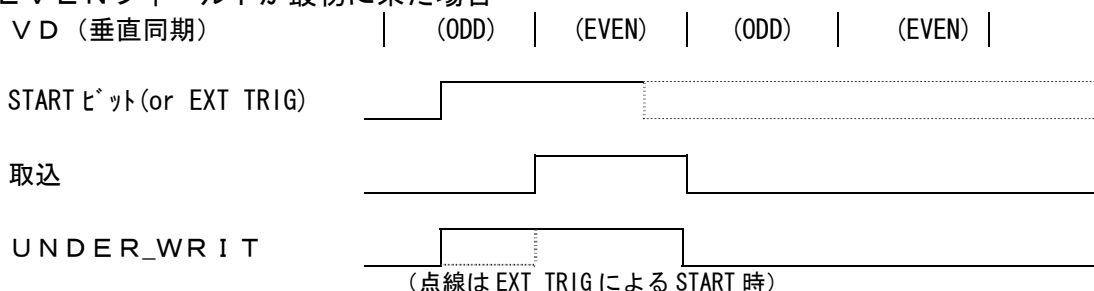 ＥＶＥＮフィールドが最初に来た場合
ＶＤ（垂直同期） (ODD) (EVEN) (ODD) (EVEN)
STARTﾋﾞｯﾄ(or EXT TRIG)
取込
ＵＮＤＥＲ_ＷＲＩＴ
（点線は EXT TRIG による START 時）